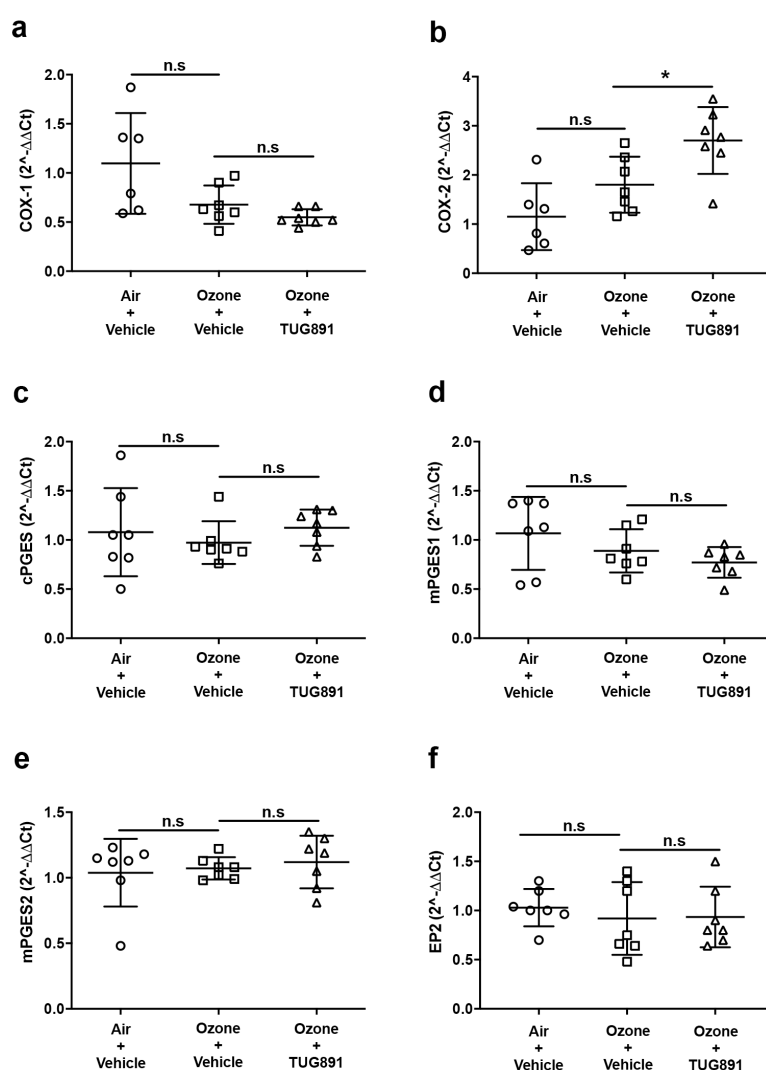 a
COX-1 (2^-ΔΔCt)
2.0
1.5
1.0
0.5
0.0
n.s
n.s
Air
+
Vehicle
Ozone
+
Vehicle
Ozone
+
TUG891
b
COX-2 (2^-ΔΔCt)
4
3
2
1
0
n.s
*
Air
+
Vehicle
Ozone
+
Vehicle
Ozone
+
TUG891
c
cPGES (2^-ΔΔCt)
2.0
1.5
1.0
0.5
0.0
n.s
n.s
Air
+
Vehicle
Ozone
+
Vehicle
Ozone
+
TUG891
d
mPGES1 (2^-ΔΔCt)
2.0
1.5
1.0
0.5
0.0
n.s
n.s
Air
+
Vehicle
Ozone
+
Vehicle
Ozone
+
TUG891
e
mPGES2 (2^-ΔΔCt)
1.5
1.0
0.5
0.0
n.s
n.s
Air
+
Vehicle
Ozone
+
Vehicle
Ozone
+
TUG891
f
EP2 (2^-ΔΔCt)
2.0
1.5
1.0
0.5
0.0
n.s
n.s
Air
+
Vehicle
Ozone
+
Vehicle
Ozone
+
TUG891